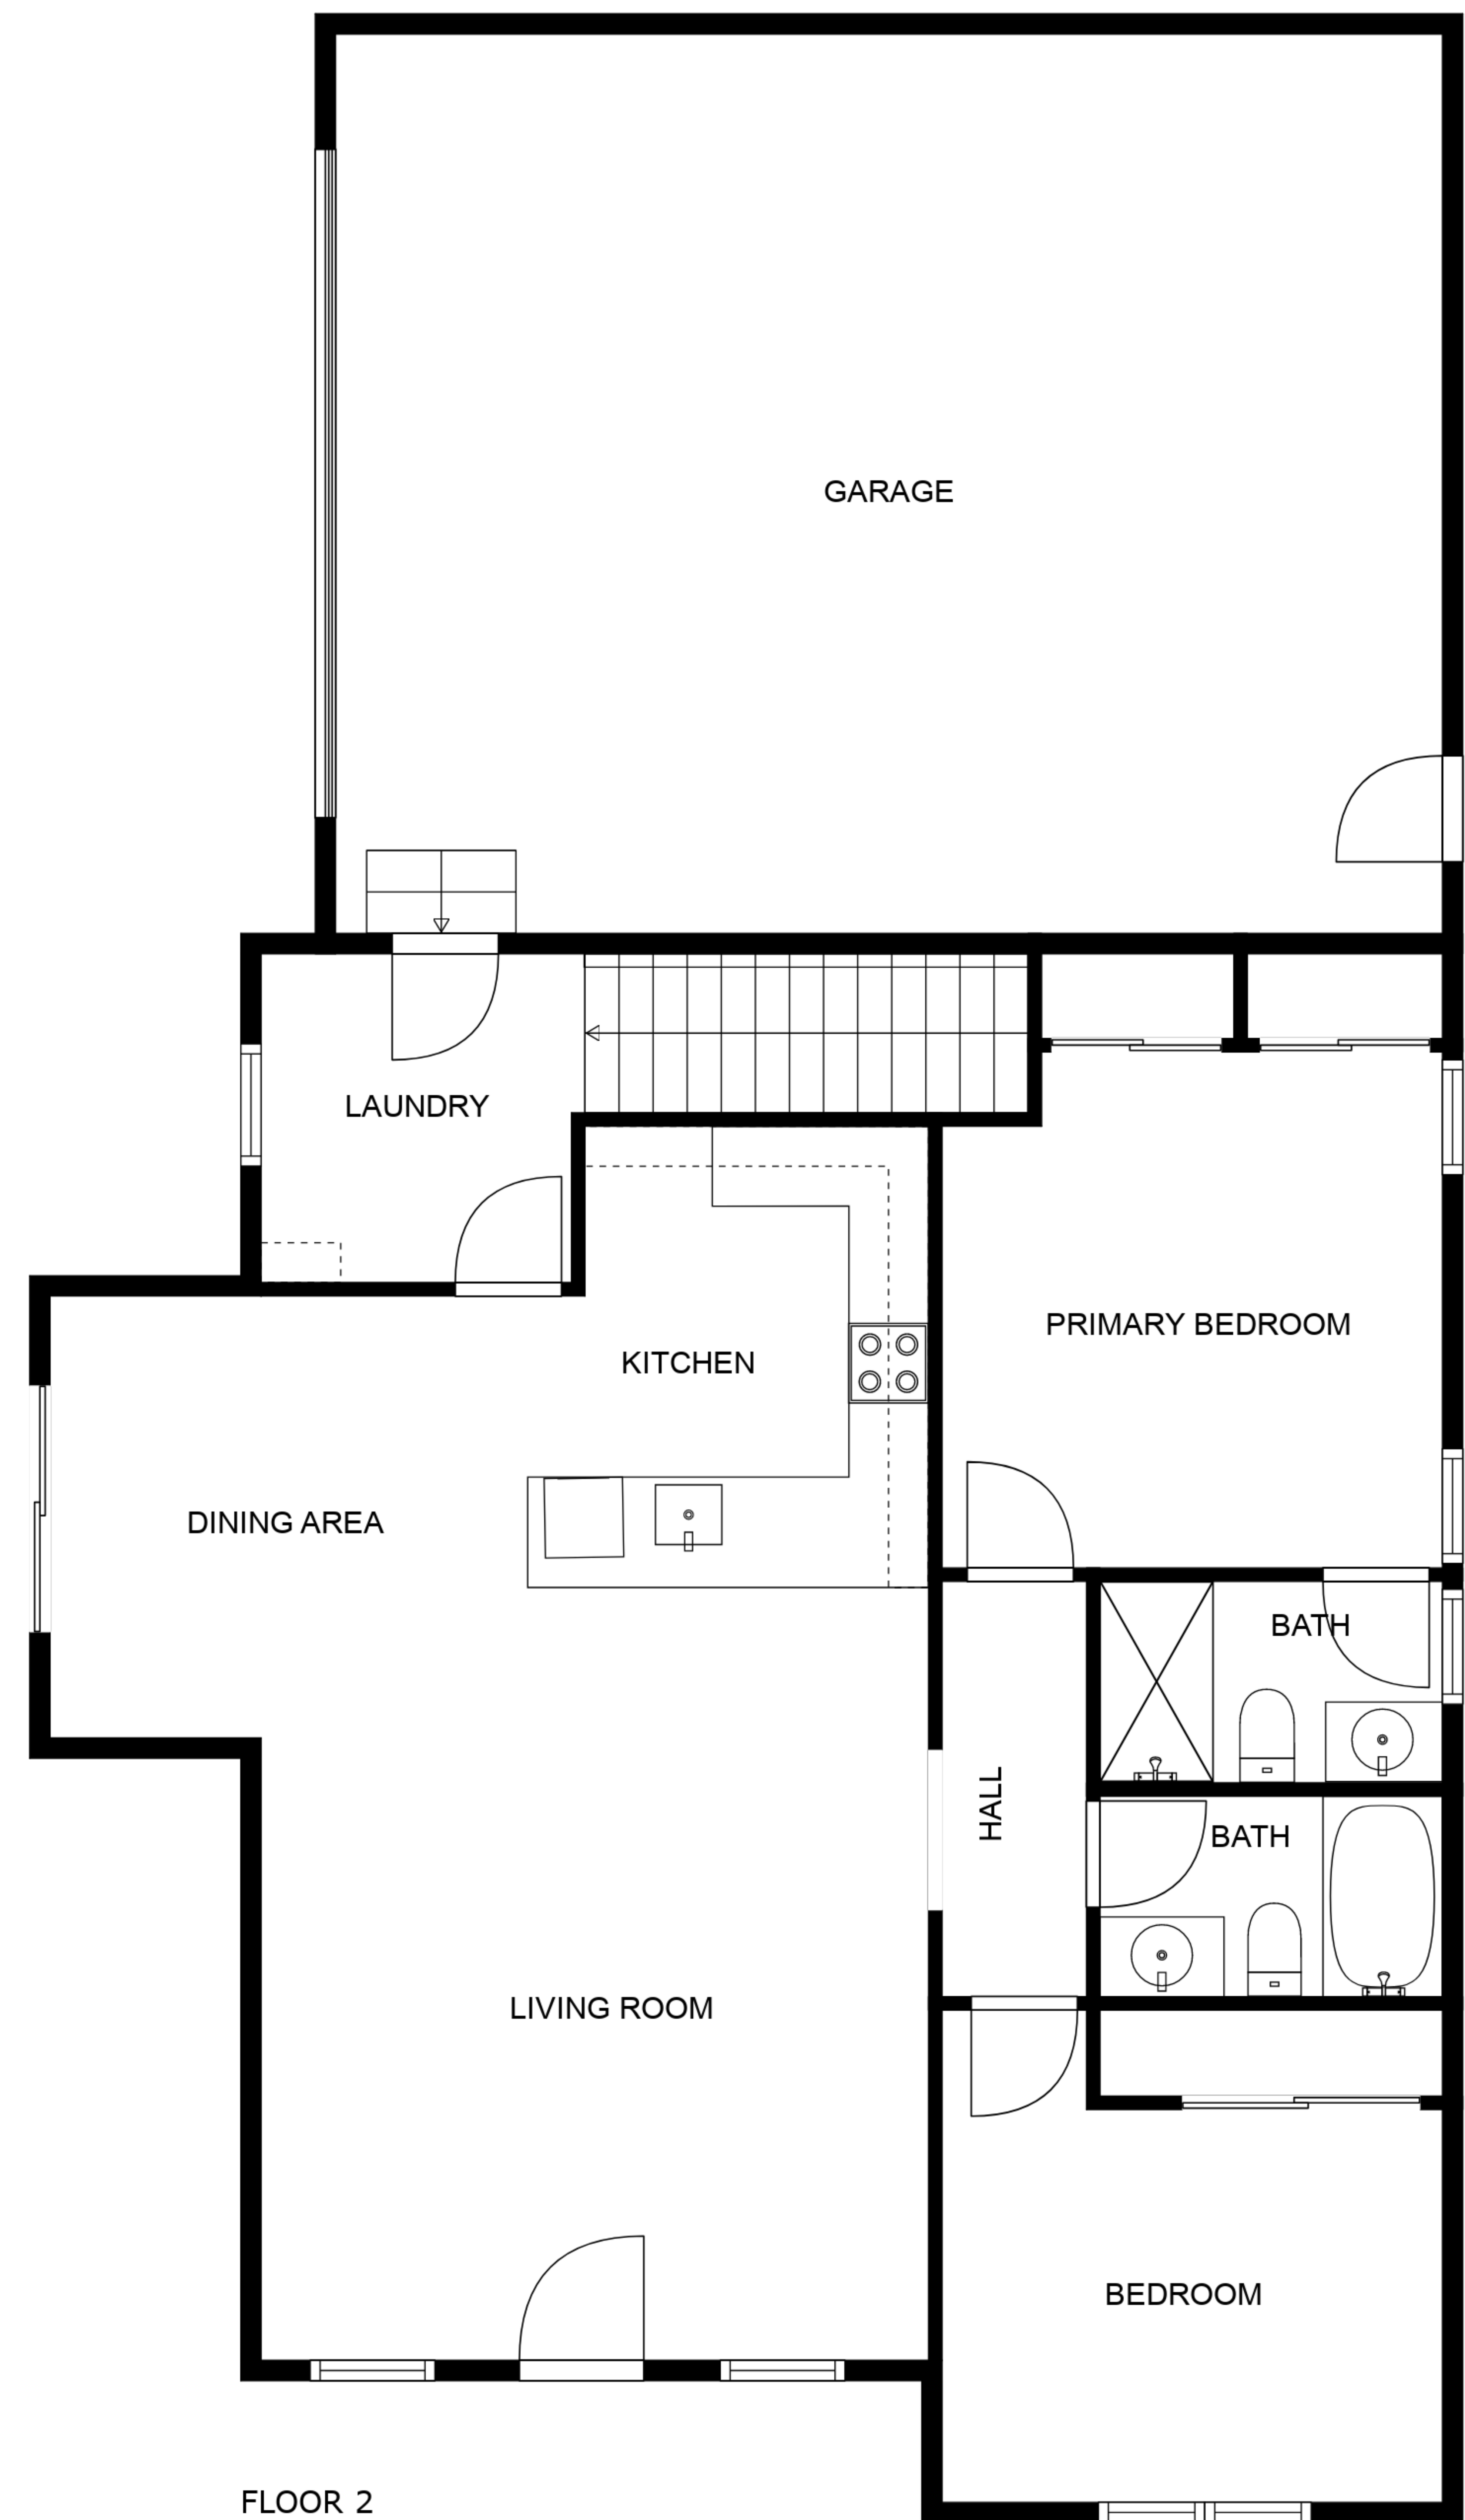 GARAGE
LAUNDRY
PRIMARY BEDROOM
KITCHEN
DINING AREA
BATH
HALL
BATH
LIVING ROOM
BEDROOM
FLOOR 2